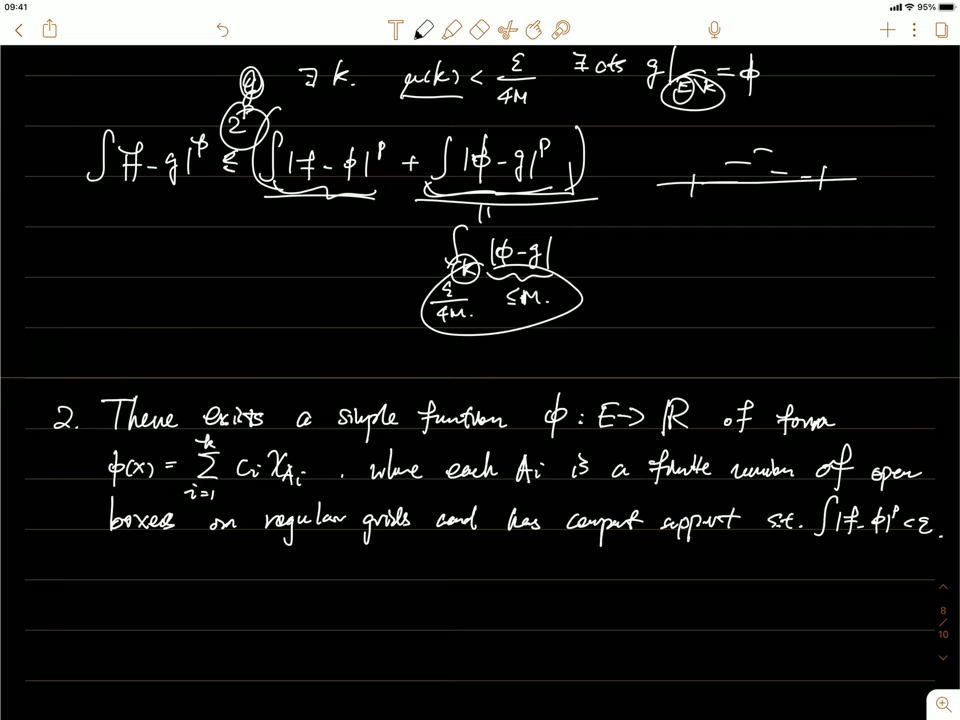 09:41
95%
∃ k. μ(k) < ε/4M ∃ cts g|_{E\k} = φ
∫|f-g|^p ≤ 2^p (∫|f-φ|^p + ∫|φ-g|^p)
||
∫_k |φ-g|
ε/4M. ≤M.
2. There exists a simple function φ: E→ℝ of form
φ(x) = Σ_{i=1}^k c_i χ_{A_i}, where each A_i is a finite number of open
boxes on regular grids and has compact support s.t. ∫|f-φ|^p < ε.
8
/
10